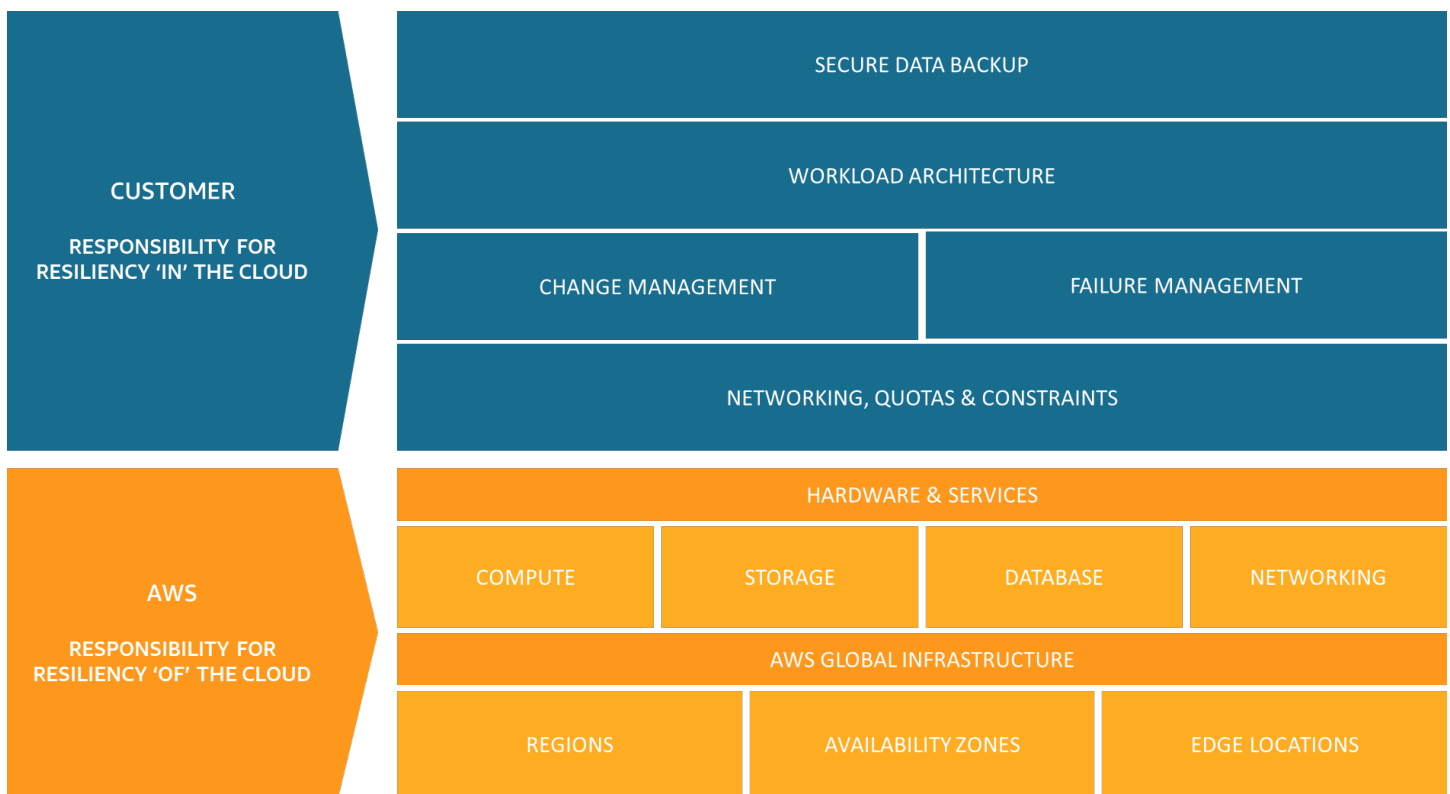 CUSTOMER
RESPONSIBILITY FOR
RESILIENCY ‘IN’ THE CLOUD
SECURE DATA BACKUP
WORKLOAD ARCHITECTURE
CHANGE MANAGEMENT
FAILURE MANAGEMENT
NETWORKING, QUOTAS & CONSTRAINTS
AWS
RESPONSIBILITY FOR
RESILIENCY ‘OF’ THE CLOUD
HARDWARE & SERVICES
COMPUTE
STORAGE
DATABASE
NETWORKING
AWS GLOBAL INFRASTRUCTURE
REGIONS
AVAILABILITY ZONES
EDGE LOCATIONS